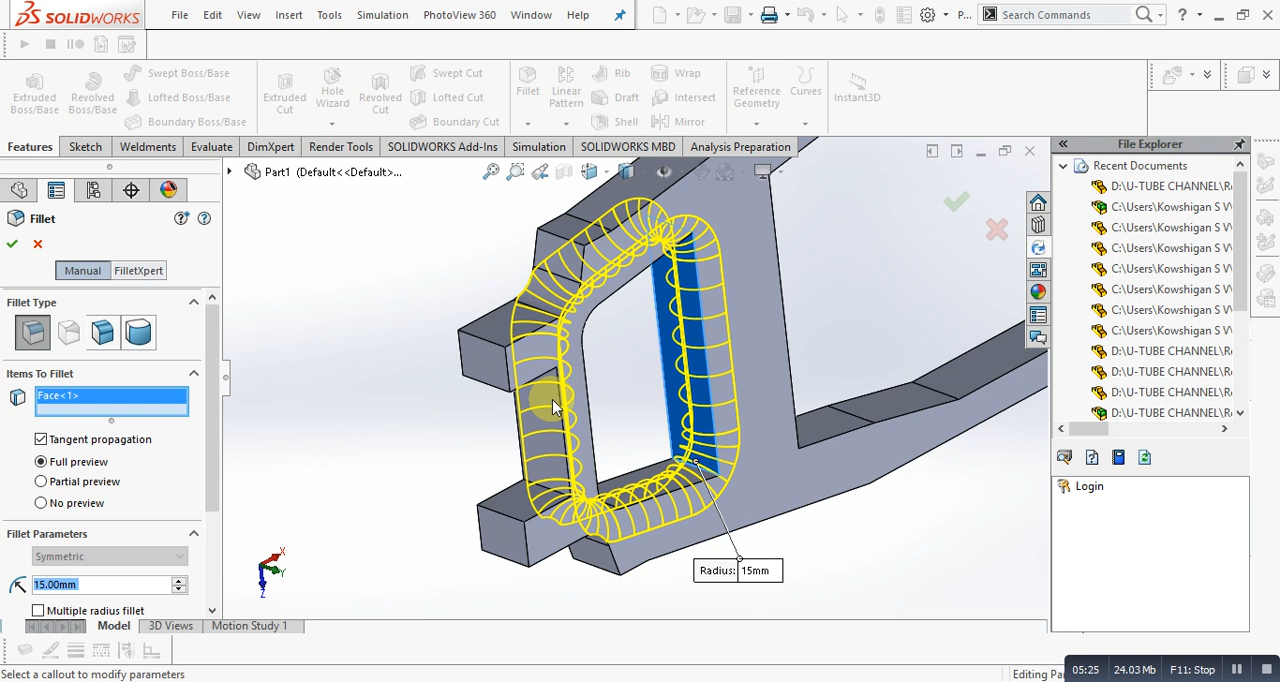 SOLIDWORKS File Edit View Insert Tools Simulation PhotoView 360 Window Help P... Search Commands
Extruded Boss/Base Revolved Boss/Base Swept Boss/Base Lofted Boss/Base Boundary Boss/Base Extruded Cut Hole Wizard Revolved Cut Swept Cut Lofted Cut Boundary Cut Fillet Linear Pattern Rib Draft Shell Wrap Intersect Mirror Reference Geometry Curves Instant3D
Features Sketch Weldments Evaluate DimXpert Render Tools SOLIDWORKS Add-Ins Simulation SOLIDWORKS MBD Analysis Preparation
Part1 (Default<<Default>...
Fillet
Manual FilletXpert
Fillet Type
Items To Fillet
Face<1>
Tangent propagation
Full preview
Partial preview
No preview
Fillet Parameters
Symmetric
15.00mm
Multiple radius fillet
Radius: 15mm
File Explorer
Recent Documents
D:\U-TUBE CHANNEL\R
C:\Users\Kowshigan S V
C:\Users\Kowshigan S V
C:\Users\Kowshigan S V
C:\Users\Kowshigan S V
C:\Users\Kowshigan S V
C:\Users\Kowshigan S V
C:\Users\Kowshigan S V
D:\U-TUBE CHANNEL\R
D:\U-TUBE CHANNEL\R
D:\U-TUBE CHANNEL\R
D:\U-TUBE CHANNEL\R
Login
X
Y
Z
Model 3D Views Motion Study 1
Select a callout to modify parameters
Editing Pa
05:25 24.03 Mb F11: Stop